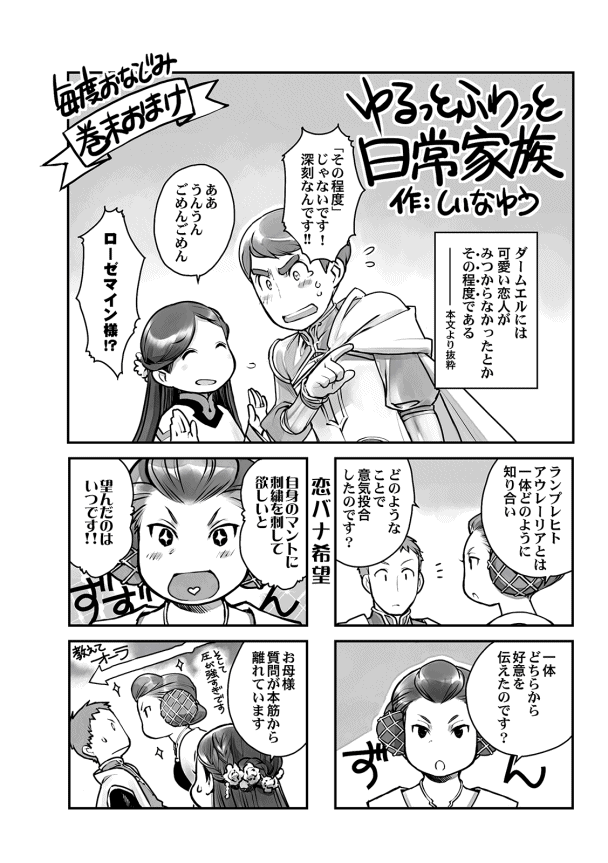 毎度おなじみ
巻末おまけ
ゆるっとふわっと
日常家族
作：しいなゆう
ダームエルには
可愛い恋人が
みつからなかったとか
その程度である
――本文より抜粋
「その程度」
じゃないです！
深刻なんです!!
ああ
うんうん
ごめんごめん
ローゼマイン様!?
恋バナ希望
ランプレヒト
アウレーリアとは
一体どのように
知り合い
どのような
ことで
意気投合
したのです？
自身のマントに
刺繍を刺して
欲しいと
望んだのは
いつです!!
ずずん
一体
どちらから
好意を
伝えたのです？
ずん
お母様
質問が本筋から
離れています
そして
圧が強すぎです
教えて
オーラ